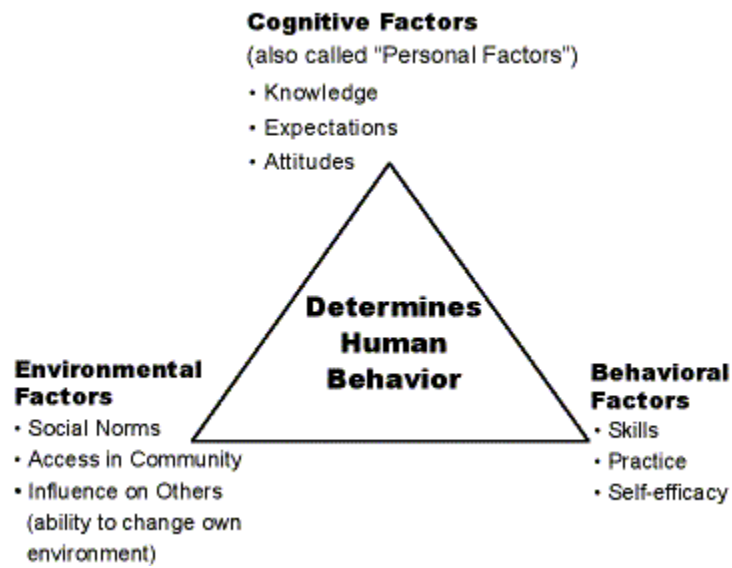 Cognitive Factors
(also called "Personal Factors")
• Knowledge
• Expectations
• Attitudes
Determines
Human
Behavior
Environmental
Factors
• Social Norms
• Access in Community
• Influence on Others
(ability to change own
environment)
Behavioral
Factors
• Skills
• Practice
• Self-efficacy